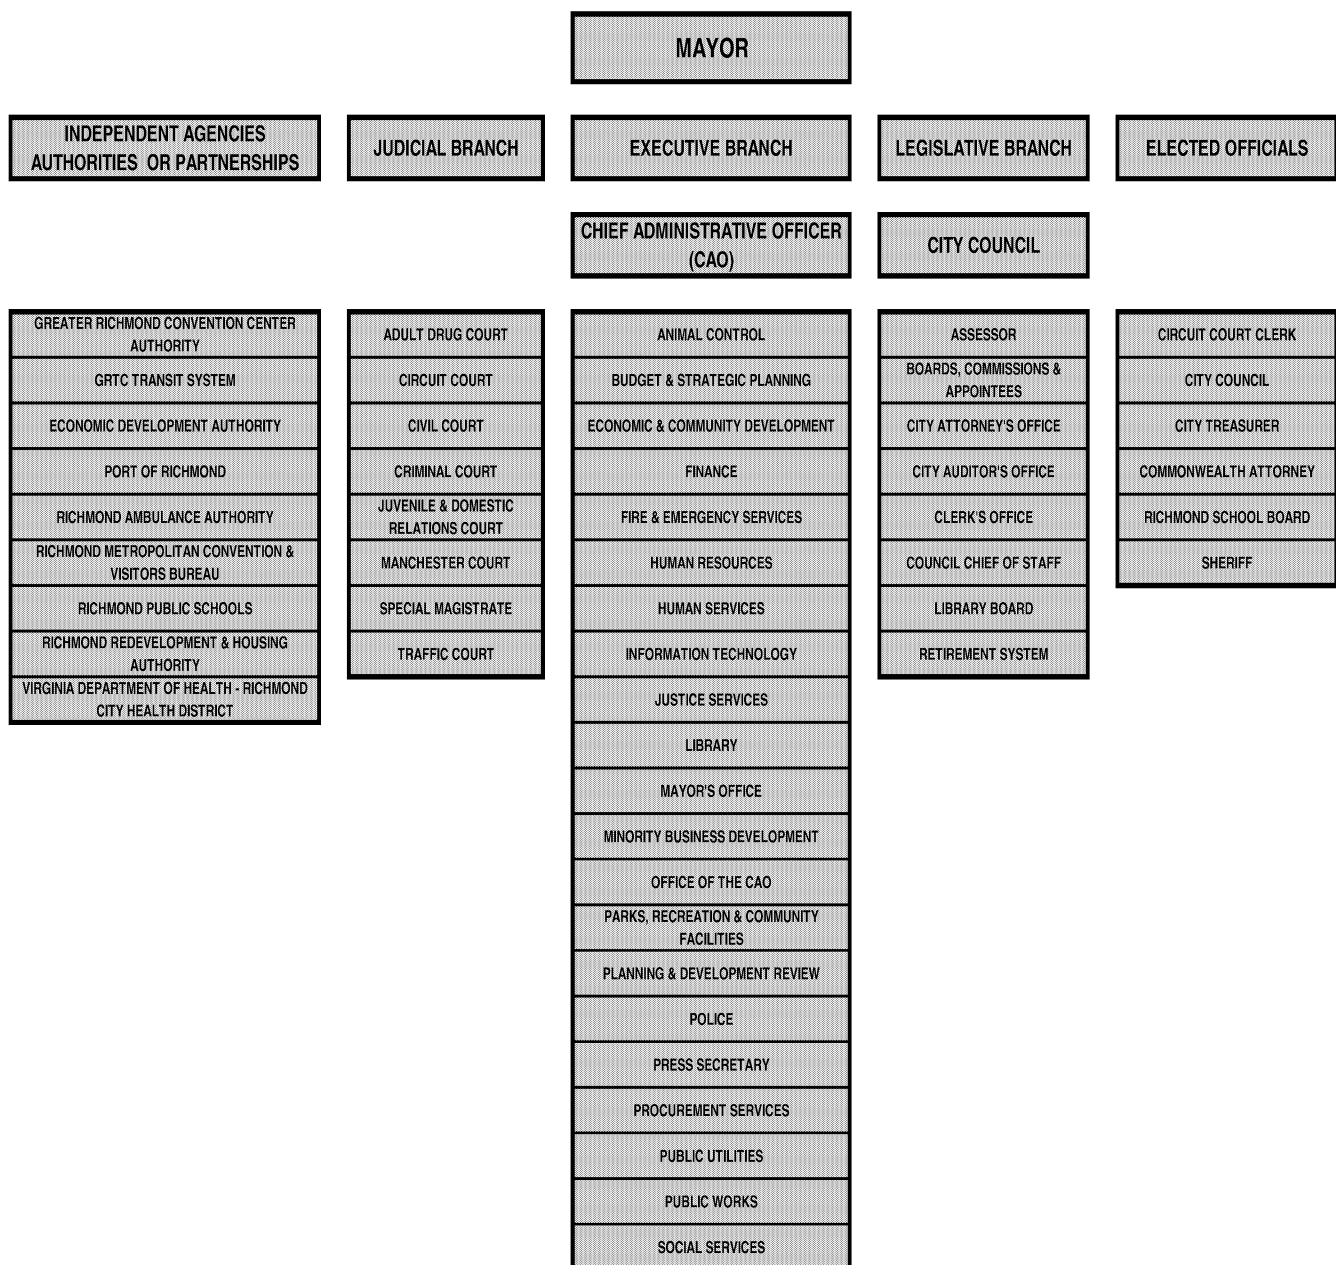 MAYOR
INDEPENDENT AGENCIES
AUTHORITIES OR PARTNERSHIPS
JUDICIAL BRANCH
EXECUTIVE BRANCH
LEGISLATIVE BRANCH
ELECTED OFFICIALS
CHIEF ADMINISTRATIVE OFFICER
(CAO)
CITY COUNCIL
GREATER RICHMOND CONVENTION CENTER
AUTHORITY
GRTC TRANSIT SYSTEM
ECONOMIC DEVELOPMENT AUTHORITY
PORT OF RICHMOND
RICHMOND AMBULANCE AUTHORITY
RICHMOND METROPOLITAN CONVENTION &
VISITORS BUREAU
RICHMOND PUBLIC SCHOOLS
RICHMOND REDEVELOPMENT & HOUSING
AUTHORITY
VIRGINIA DEPARTMENT OF HEALTH - RICHMOND
CITY HEALTH DISTRICT
ADULT DRUG COURT
CIRCUIT COURT
CIVIL COURT
CRIMINAL COURT
JUVENILE & DOMESTIC
RELATIONS COURT
MANCHESTER COURT
SPECIAL MAGISTRATE
TRAFFIC COURT
ANIMAL CONTROL
BUDGET & STRATEGIC PLANNING
ECONOMIC & COMMUNITY DEVELOPMENT
FINANCE
FIRE & EMERGENCY SERVICES
HUMAN RESOURCES
HUMAN SERVICES
INFORMATION TECHNOLOGY
JUSTICE SERVICES
LIBRARY
MAYOR'S OFFICE
MINORITY BUSINESS DEVELOPMENT
OFFICE OF THE CAO
PARKS, RECREATION & COMMUNITY
FACILITIES
PLANNING & DEVELOPMENT REVIEW
POLICE
PRESS SECRETARY
PROCUREMENT SERVICES
PUBLIC UTILITIES
PUBLIC WORKS
SOCIAL SERVICES
ASSESSOR
BOARDS, COMMISSIONS &
APPOINTEES
CITY ATTORNEY'S OFFICE
CITY AUDITOR'S OFFICE
CLERK'S OFFICE
COUNCIL CHIEF OF STAFF
LIBRARY BOARD
RETIREMENT SYSTEM
CIRCUIT COURT CLERK
CITY COUNCIL
CITY TREASURER
COMMONWEALTH ATTORNEY
RICHMOND SCHOOL BOARD
SHERIFF